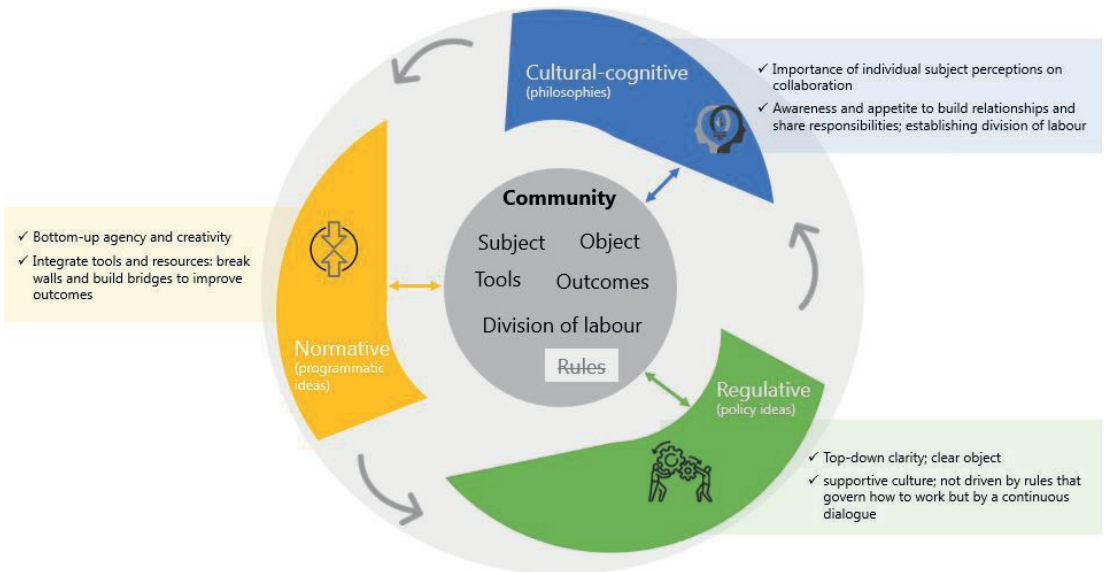 Cultural-cognitive
(philosophies)
✓ Importance of individual subject perceptions on
collaboration
✓ Awareness and appetite to build relationships and
share responsibilities; establishing division of labour
Community
Subject Object
Tools Outcomes
Division of labour
Rules
✓ Bottom-up agency and creativity
✓ Integrate tools and resources: break
walls and build bridges to improve
outcomes
Normative
(programmatic
ideas)
Regulative
(policy ideas)
✓ Top-down clarity; clear object
✓ supportive culture; not driven by rules that
govern how to work but by a continuous
dialogue